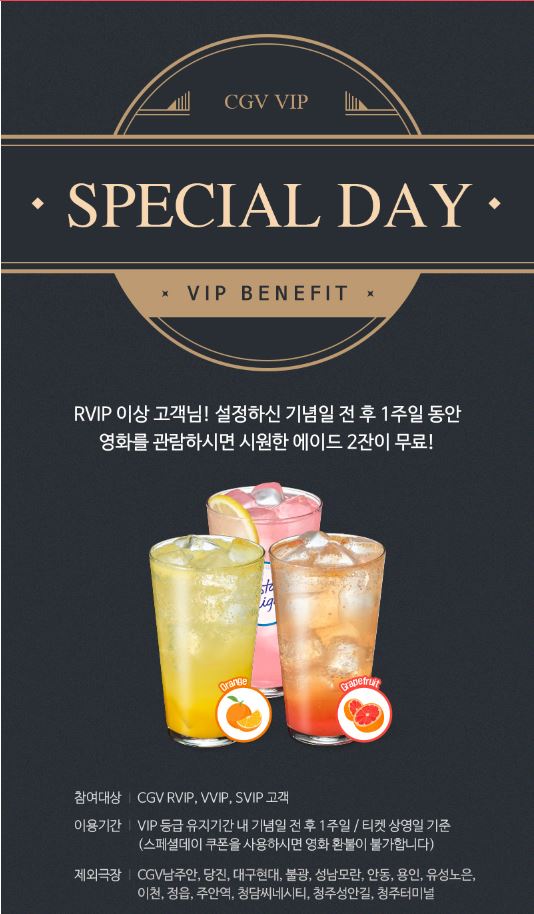 CGV VIP
SPECIAL DAY
VIP BENEFIT
RVIP 이상 고객님! 설정하신 기념일 전 후 1주일 동안
영화를 관람하시면 시원한 에이드 2잔이 무료!
Orange
Grapefruit
참여대상 | CGV RVIP, VVIP, SVIP 고객
이용기간 | VIP 등급 유지기간 내 기념일 전 후 1주일 / 티켓 상영일 기준
(스페셜데이 쿠폰을 사용하시면 영화 환불이 불가합니다)
제외극장 | CGV남주안, 당진, 대구현대, 불광, 성남모란, 안동, 용인, 유성노은,
이천, 정읍, 주안역, 청담씨네시티, 청주성안길, 청주터미널